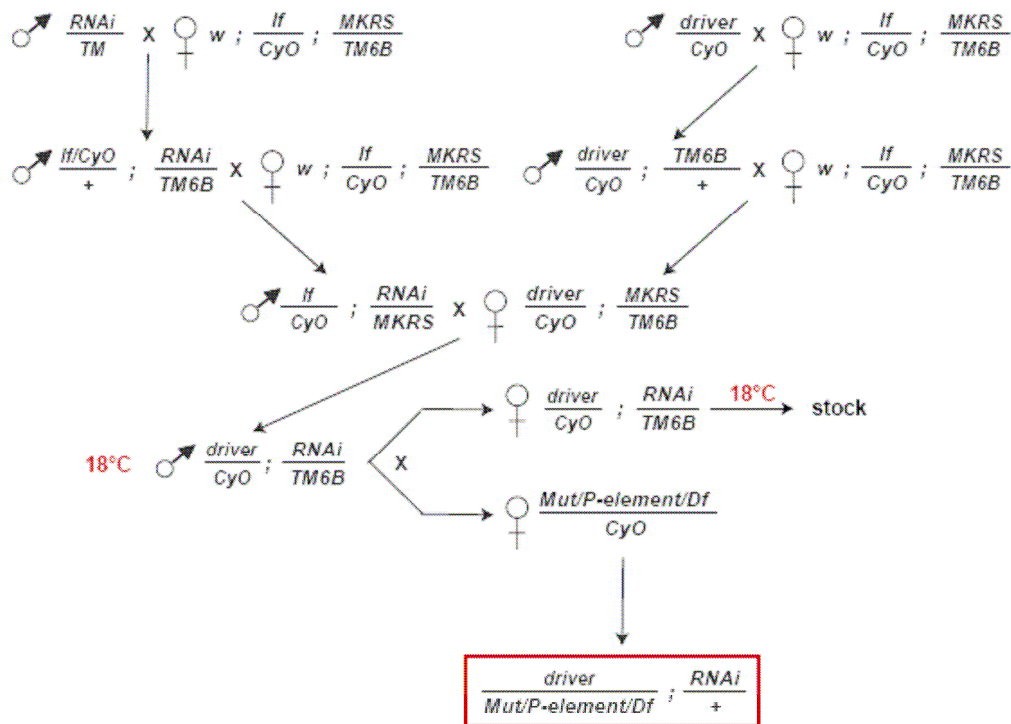 RNAi/TM X w ; If/CyO ; MKRS/TM6B
driver/CyO X w ; If/CyO ; MKRS/TM6B
If/CyO/+ ; RNAi/TM6B X w ; If/CyO ; MKRS/TM6B
driver/CyO ; TM6B/+ X w ; If/CyO ; MKRS/TM6B
If/CyO ; RNAi/MKRS X driver/CyO ; MKRS/TM6B
18°C driver/CyO ; RNAi/TM6B X
driver/CyO ; RNAi/TM6B 18°C stock
Mut/P-element/Df/CyO
driver/Mut/P-element/Df ; RNAi/+